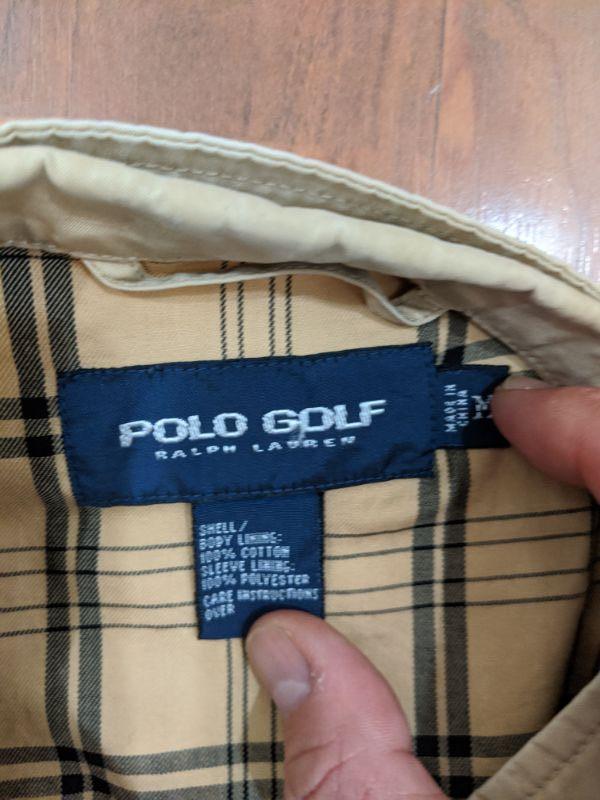 POLO GOLF
RALPH LAUREN
MADE IN
CHINA
M
SHELL/
BODY LINING:
100% COTTON
SLEEVE LINING:
100% POLYESTER
CARE INSTRUCTIONS
OVER